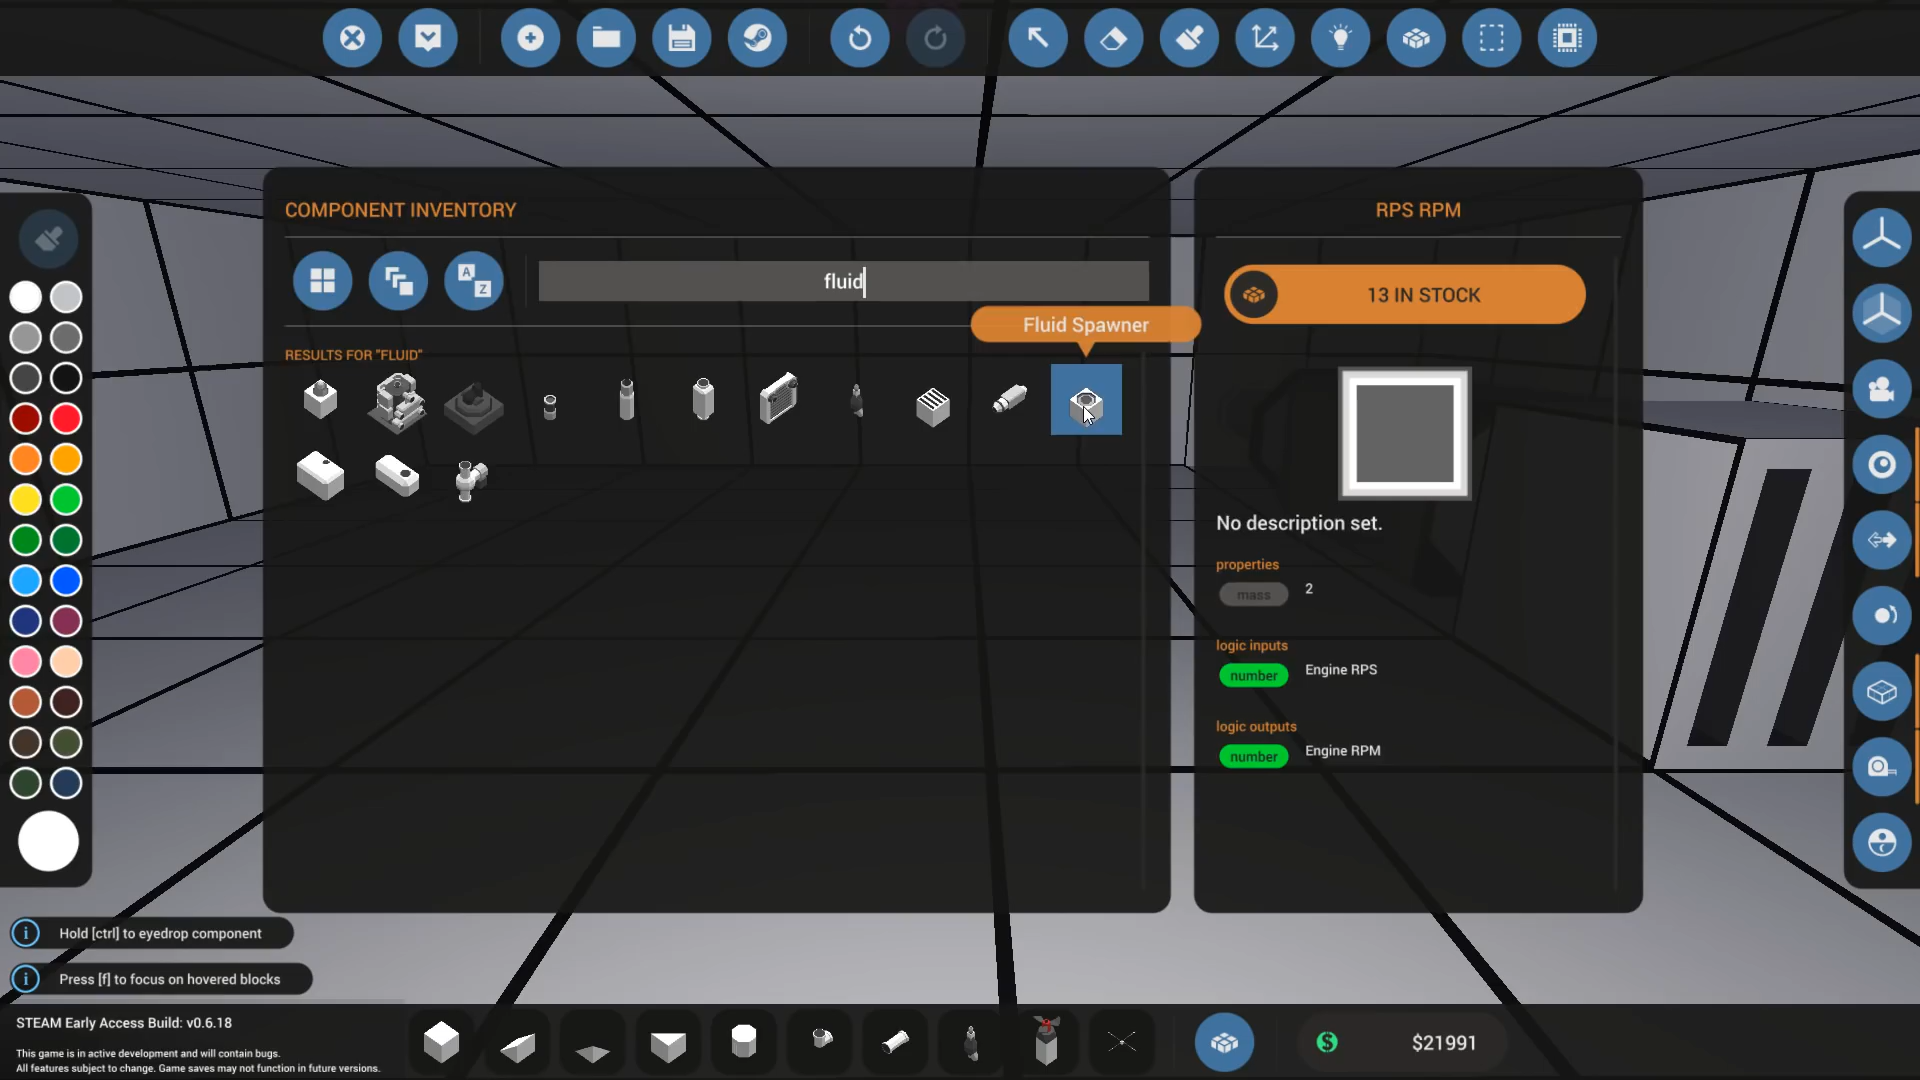 COMPONENT INVENTORY
A
Z
fluid
Fluid Spawner
RESULTS FOR "FLUID"
RPS RPM
13 IN STOCK
No description set.
properties
mass 2
logic inputs
number Engine RPS
logic outputs
number Engine RPM
Hold [ctrl] to eyedrop component
Press [f] to focus on hovered blocks
STEAM Early Access Build: v0.6.18
This game is in active development and will contain bugs.
All features subject to change. Game saves may not function in future versions.
$ $21991